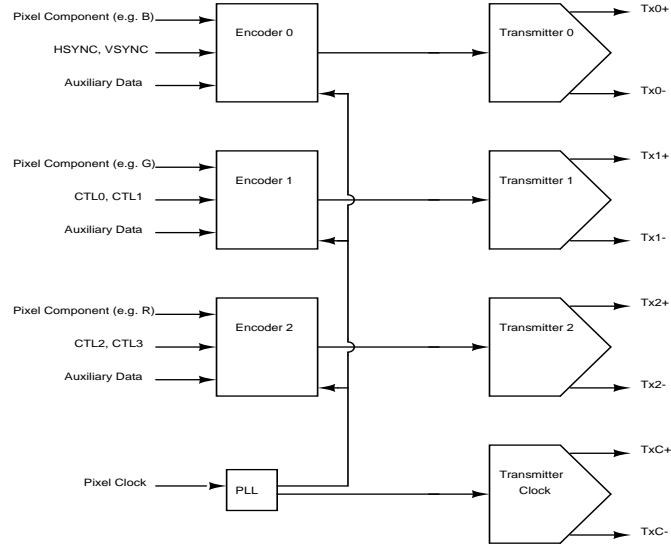 Pixel Component (e.g. B)
Encoder 0
Transmitter 0
Tx0+
HSYNC, VSYNC
Auxiliary Data
Tx0-
Pixel Component (e.g. G)
Encoder 1
Transmitter 1
Tx1+
CTL0, CTL1
Auxiliary Data
Tx1-
Pixel Component (e.g. R)
Encoder 2
Transmitter 2
Tx2+
CTL2, CTL3
Auxiliary Data
Tx2-
Pixel Clock
PLL
Transmitter
Clock
TxC+
TxC-